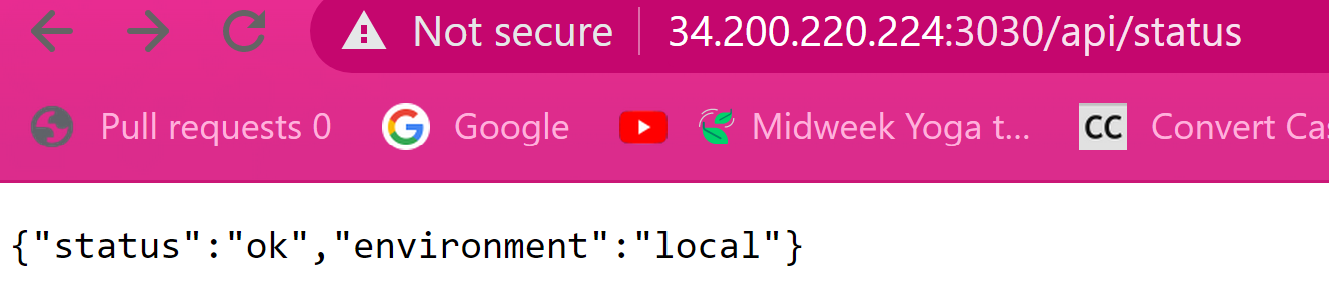 Not secure 34.200.220.224:3030/api/status
Pull requests 0 Google Midweek Yoga t... CC Convert Cas
{"status":"ok","environment":"local"}